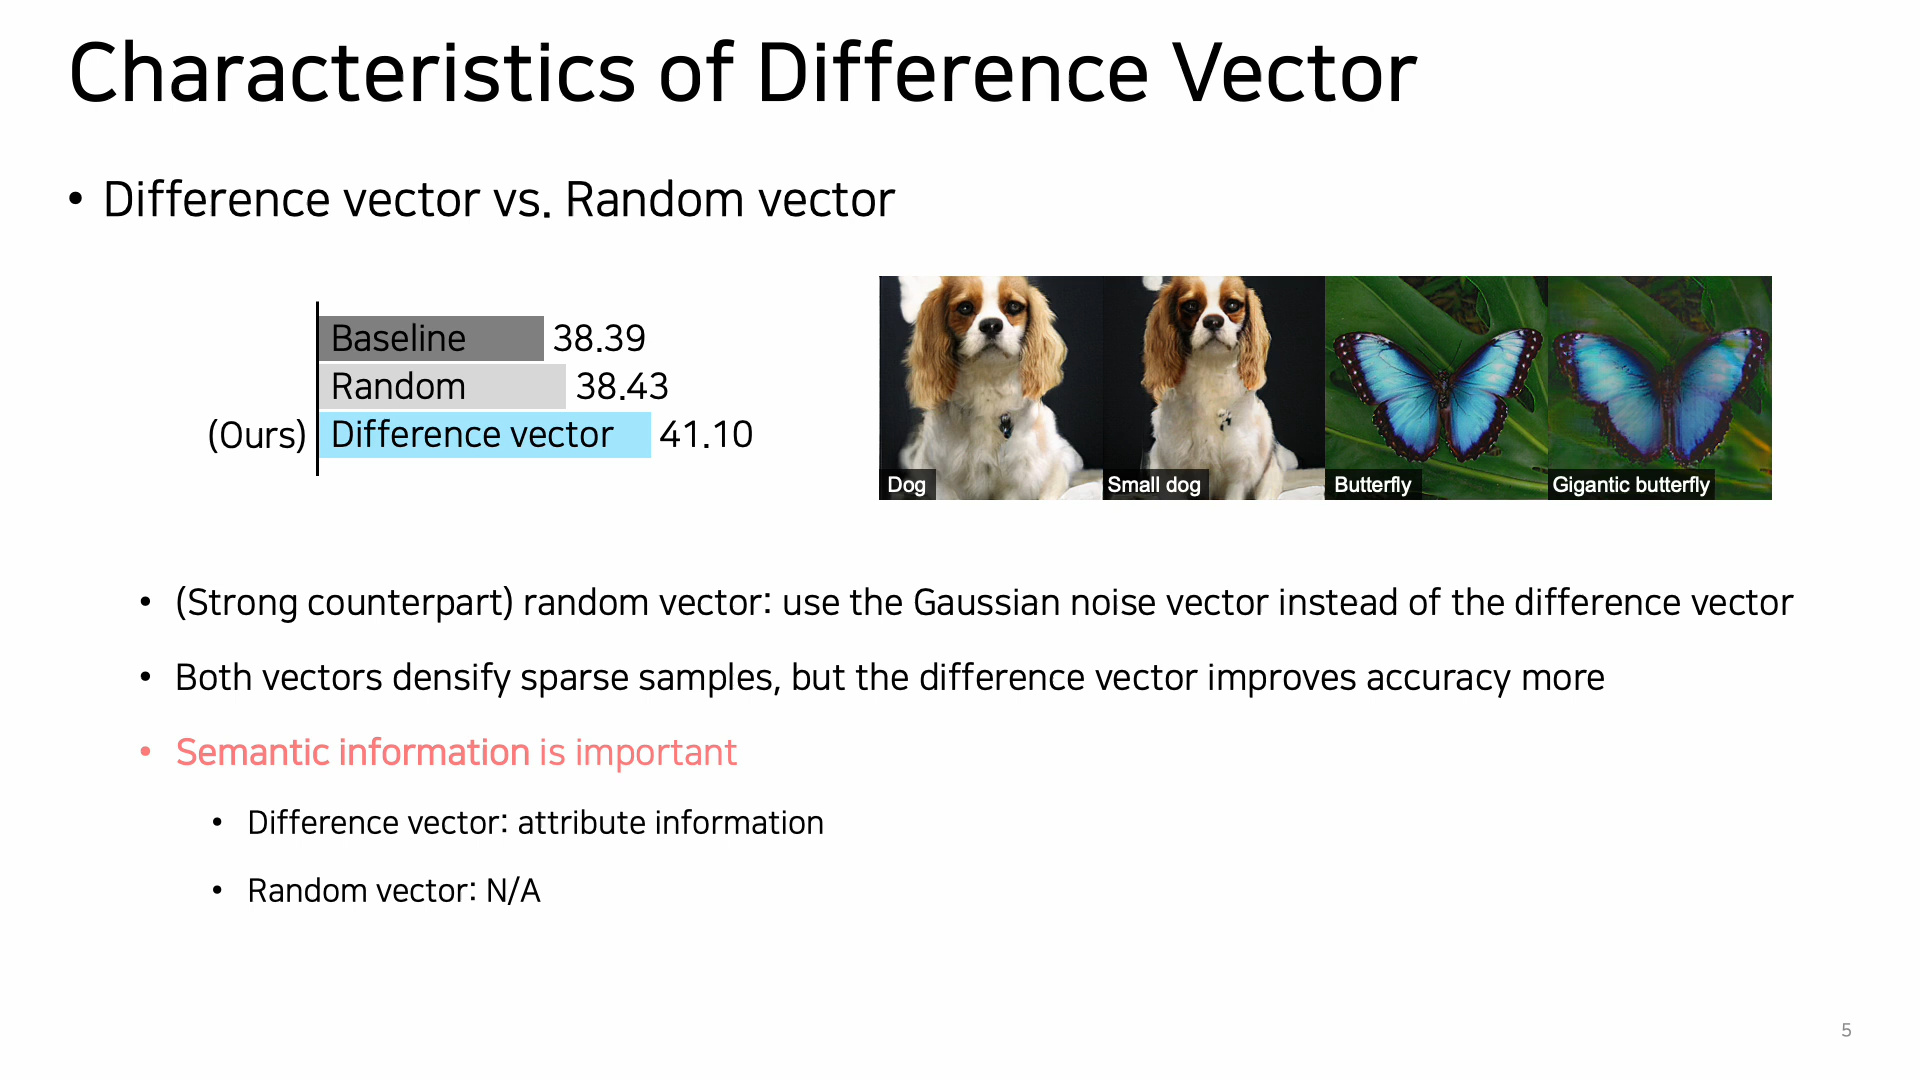 Characteristics of Difference Vector
• Difference vector vs. Random vector
Baseline 38.39
Random 38.43
(Ours) Difference vector 41.10
Dog
Small dog
Butterfly
Gigantic butterfly
• (Strong counterpart) random vector: use the Gaussian noise vector instead of the difference vector
• Both vectors densify sparse samples, but the difference vector improves accuracy more
• Semantic information is important
• Difference vector: attribute information
• Random vector: N/A
5